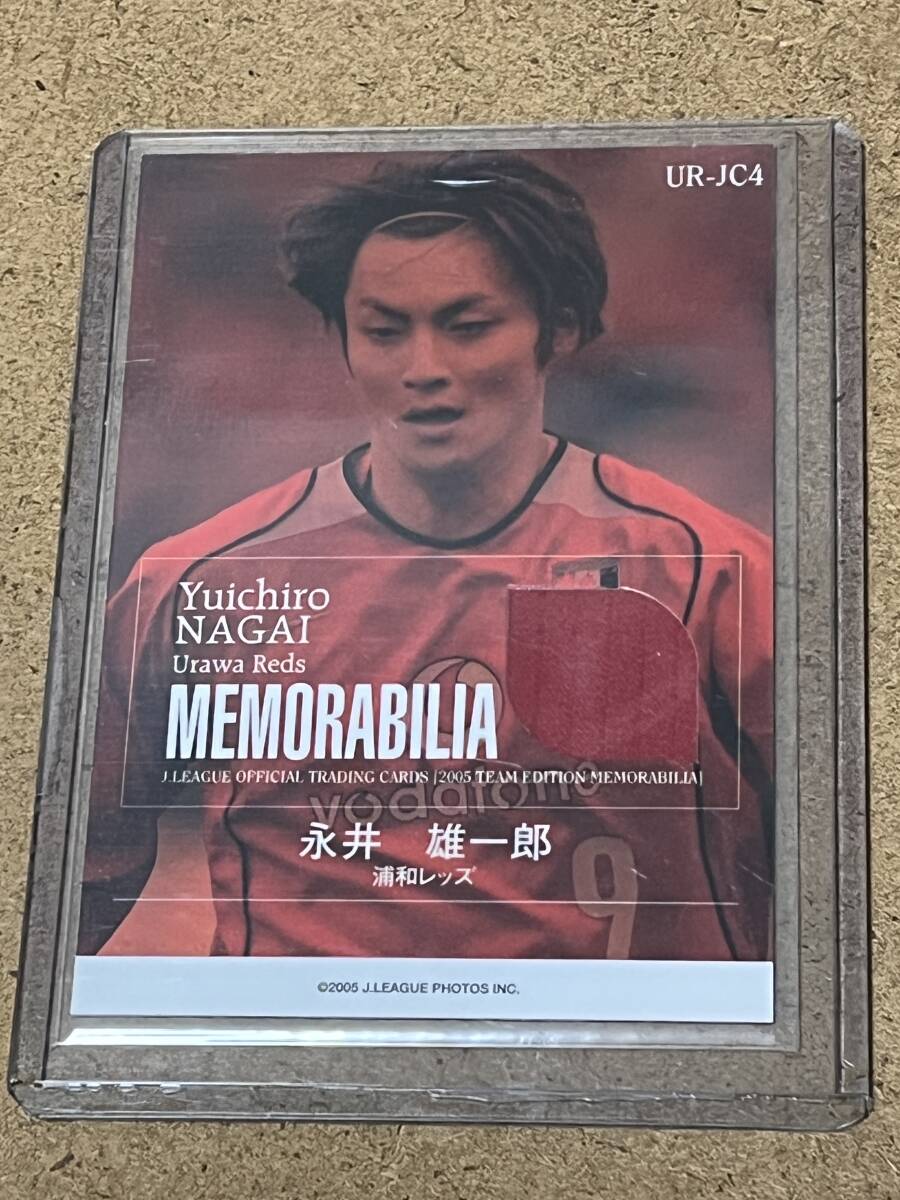 UR-JC4
Yuichiro
NAGAI
Urawa Reds
MEMORABILIA
J.LEAGUE OFFICIAL TRADING CARDS [2005 TEAM EDITION MEMORABILIA]
vodafone
永井 雄一郎
9
浦和レッズ
©2005 J.LEAGUE PHOTOS INC.